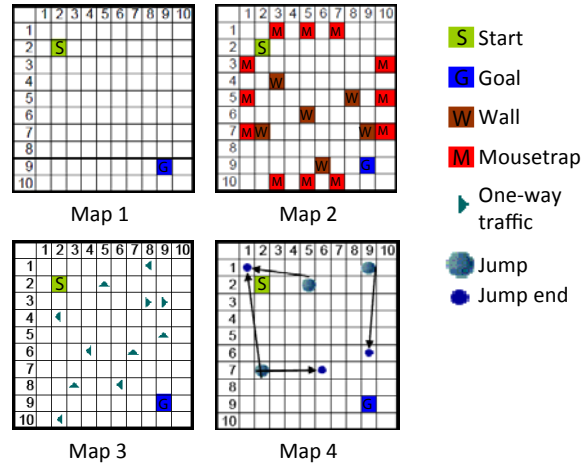 1 2 3 4 5 6 7 8 9 10
1
2 S
3
4
5
6
7
8
9 G
10
Map 1
1 2 3 4 5 6 7 8 9 10
1 M M M
2 S
3 M M
4 W
5 M W M
6 W
7 M W W M
8
9 W G
10 M M M
Map 2
1 2 3 4 5 6 7 8 9 10
1
2 S
3
4
5
6
7
8
9 G
10
Map 3
1 2 3 4 5 6 7 8 9 10
1
2 S
3
4
5
6
7
8
9 G
10
Map 4
S Start
G Goal
W Wall
M Mousetrap
One-way
traffic
Jump
Jump end